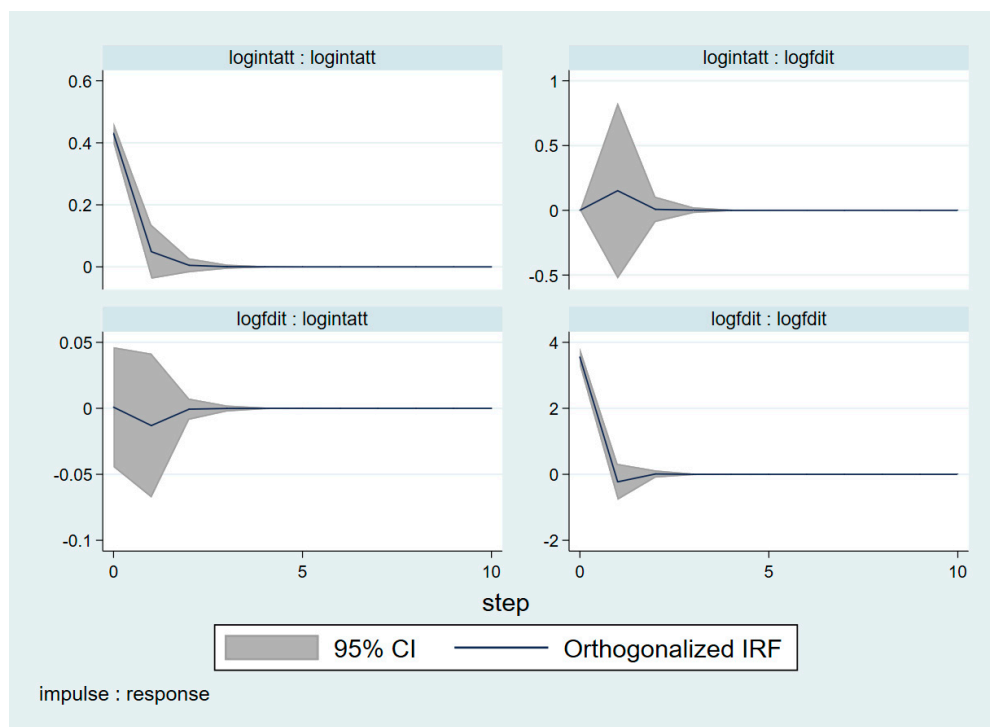 logintatt : logintatt
0.6
0.4
0.2
0
logintatt : logfdit
1
0.5
0
-0.5
logfdit : logintatt
0.05
0
-0.05
-0.1
0 5 10
logfdit : logfdit
4
2
0
-2
0 5 10
step
95% CI Orthogonalized IRF
impulse : response